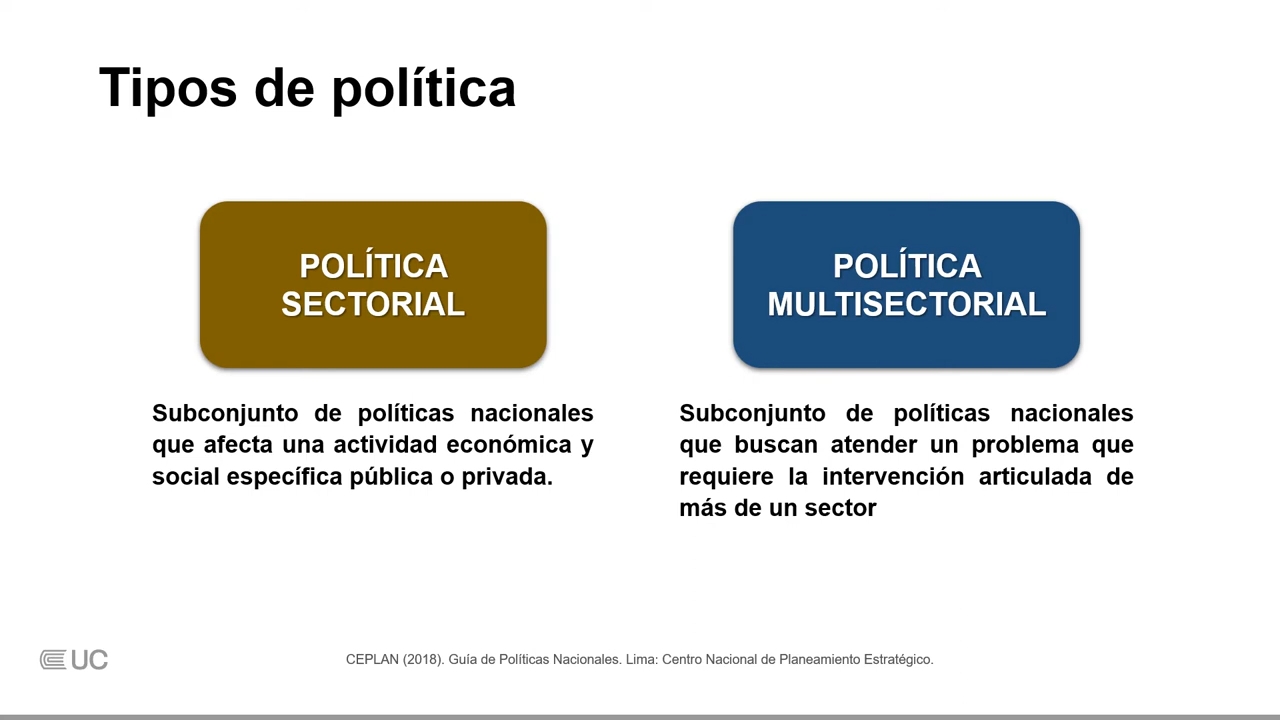 Tipos de política
POLÍTICA
SECTORIAL
Subconjunto de políticas nacionales
que afecta una actividad económica y
social específica pública o privada.
POLÍTICA
MULTISECTORIAL
Subconjunto de políticas nacionales
que buscan atender un problema que
requiere la intervención articulada de
más de un sector
UC
CEPLAN (2018). Guía de Políticas Nacionales. Lima: Centro Nacional de Planeamiento Estratégico.